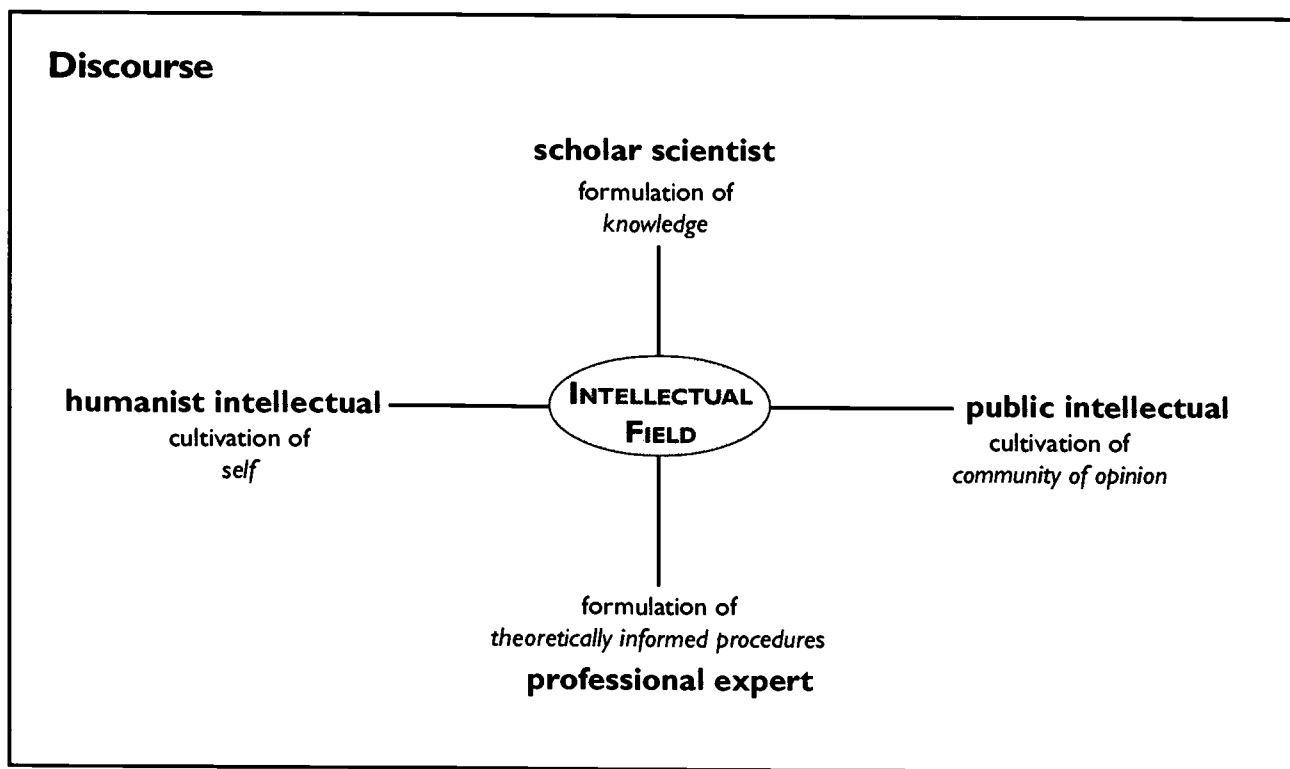 Discourse
scholar scientist
formulation of
knowledge
humanist intellectual
cultivation of
self
INTELLECTUAL
FIELD
public intellectual
cultivation of
community of opinion
formulation of
theoretically informed procedures
professional expert